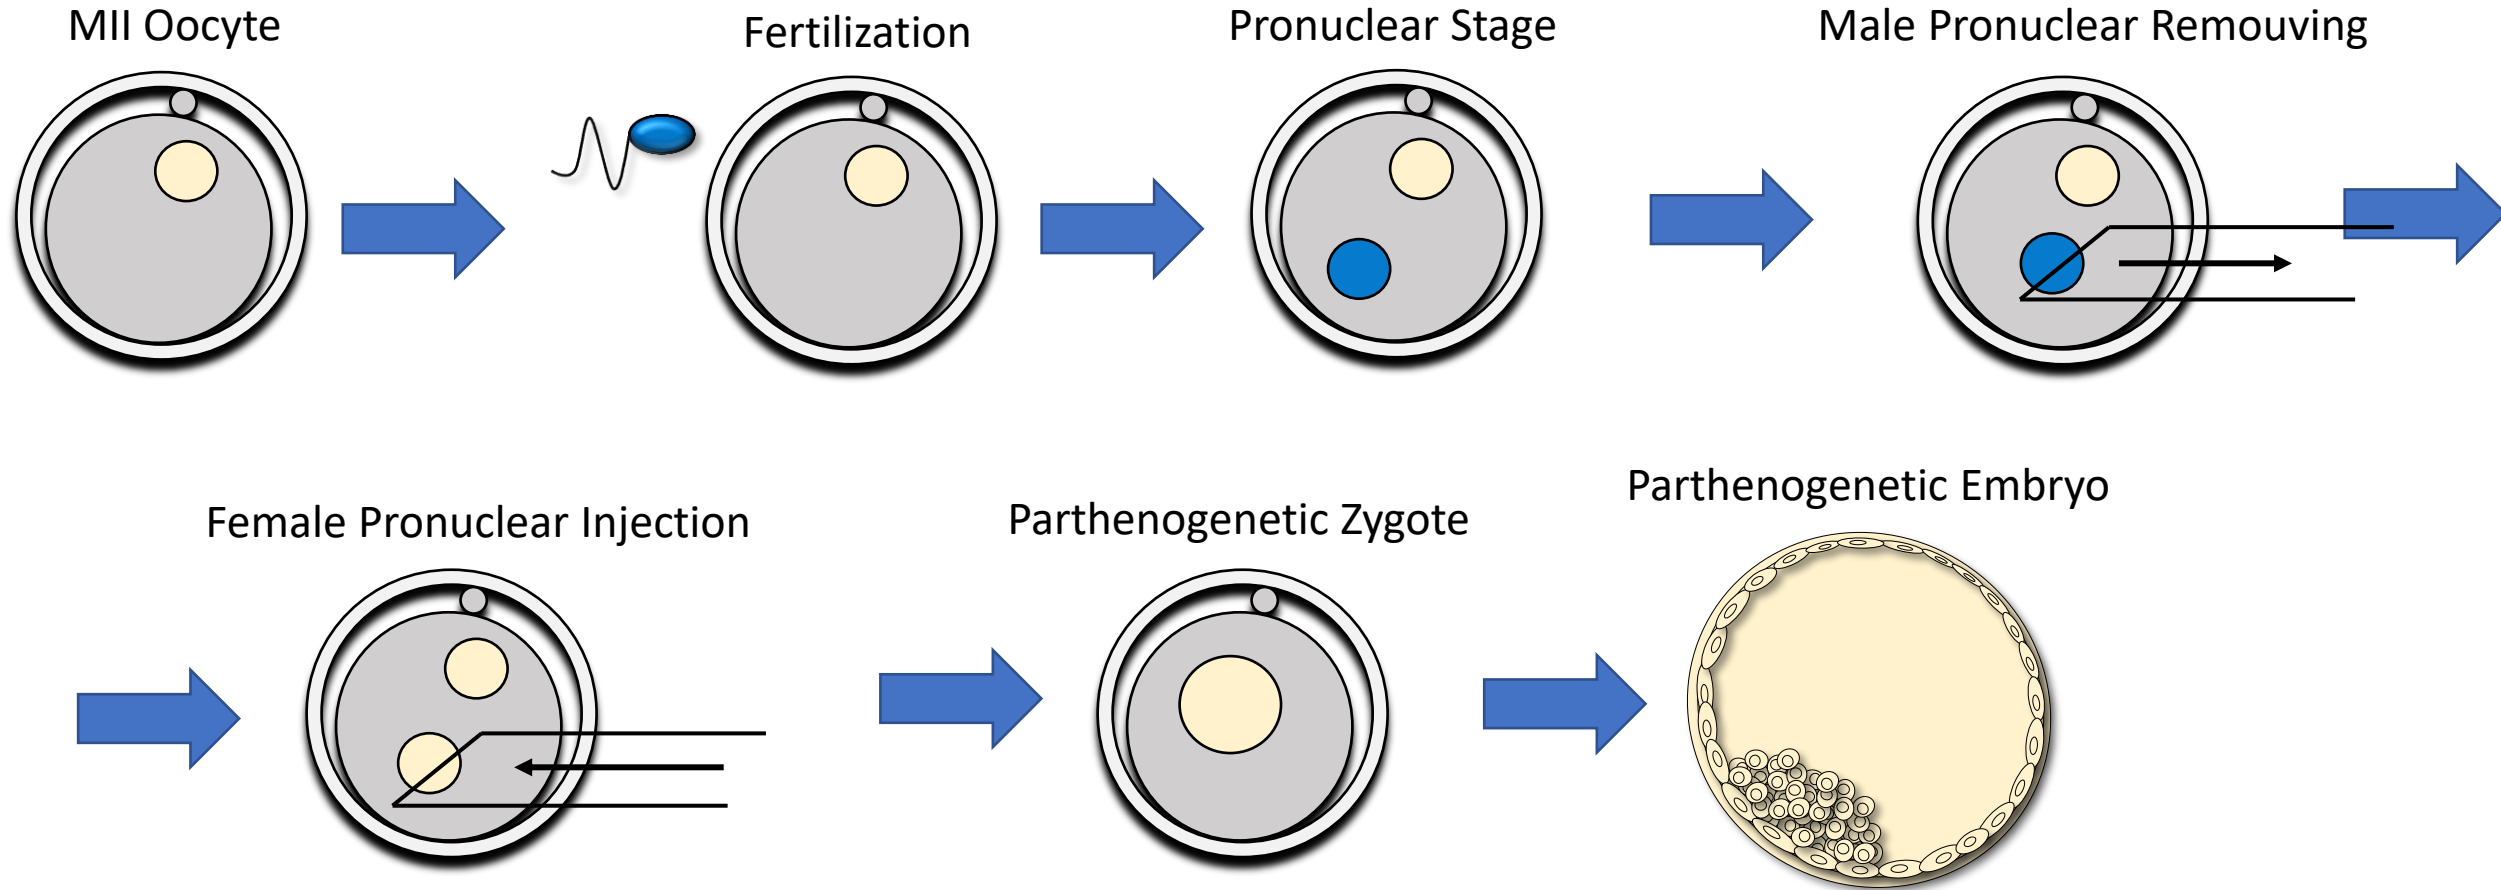 MII Oocyte
Fertilization
Pronuclear Stage
Male Pronuclear Remouving
Female Pronuclear Injection
Parthenogenetic Zygote
Parthenogenetic Embryo